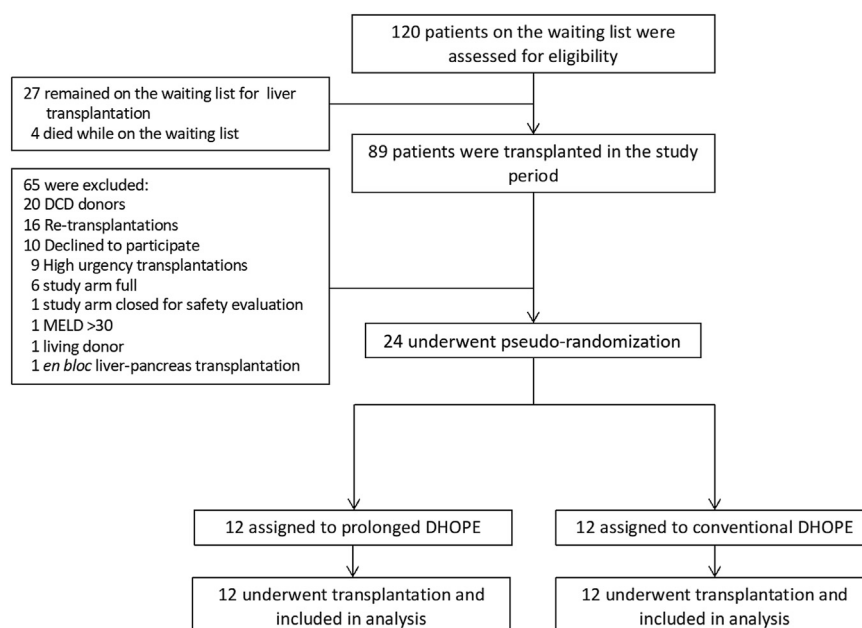 120 patients on the waiting list were
assessed for eligibility
27 remained on the waiting list for liver
transplantation
4 died while on the waiting list
89 patients were transplanted in the study
period
65 were excluded:
20 DCD donors
16 Re-transplantations
10 Declined to participate
9 High urgency transplantations
6 study arm full
1 study arm closed for safety evaluation
1 MELD >30
1 living donor
1 en bloc liver-pancreas transplantation
24 underwent pseudo-randomization
12 assigned to prolonged DHOPE
12 assigned to conventional DHOPE
12 underwent transplantation and
included in analysis
12 underwent transplantation and
included in analysis